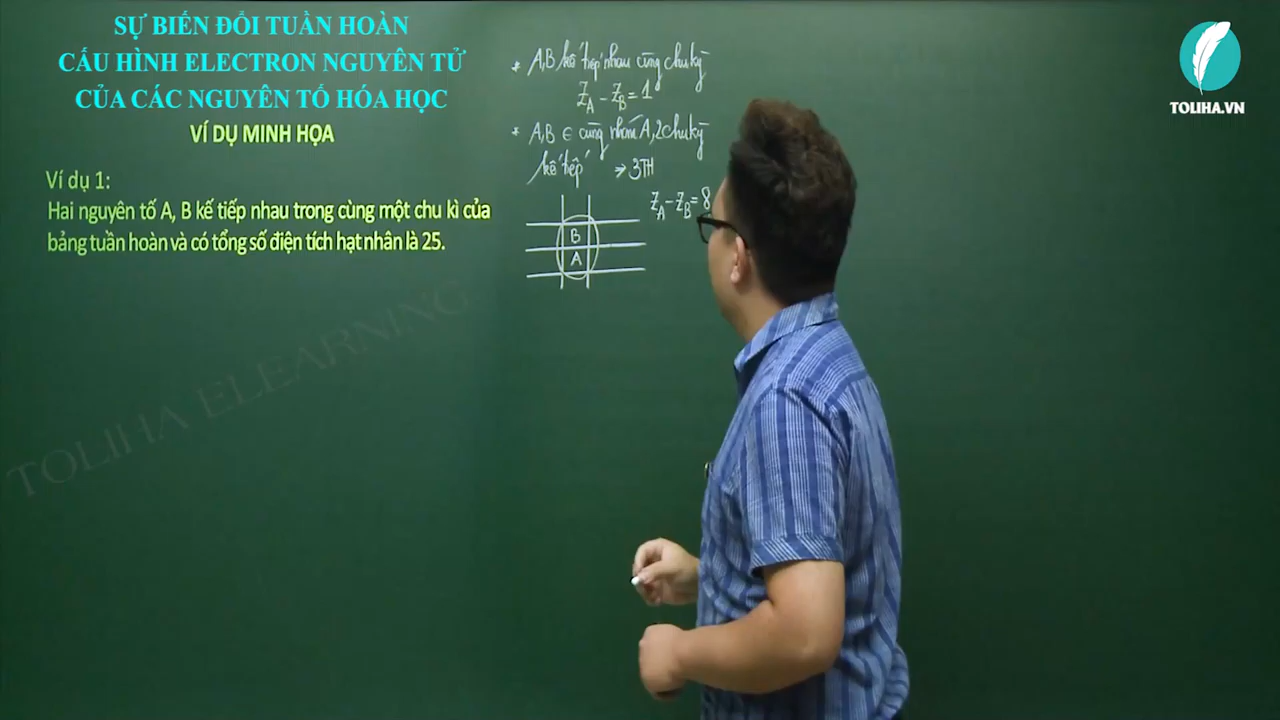 SỰ BIẾN ĐỔI TUẦN HOÀN
CẤU HÌNH ELECTRON NGUYÊN TỬ
CỦA CÁC NGUYÊN TỐ HÓA HỌC
VÍ DỤ MINH HỌA
Ví dụ 1:
Hai nguyên tố A, B kế tiếp nhau trong cùng một chu kì của
bảng tuần hoàn và có tổng số điện tích hạt nhân là 25.
* A,B kế tiếp nhau cùng chu kỳ
Z_A - Z_B = 1
* A,B ∈ cùng nhóm A, 2 chu kỳ
kế tiếp → 3TH
Z_A - Z_B = 8
B
A
TOLIHA.VN
TOLIHA ELEARNING